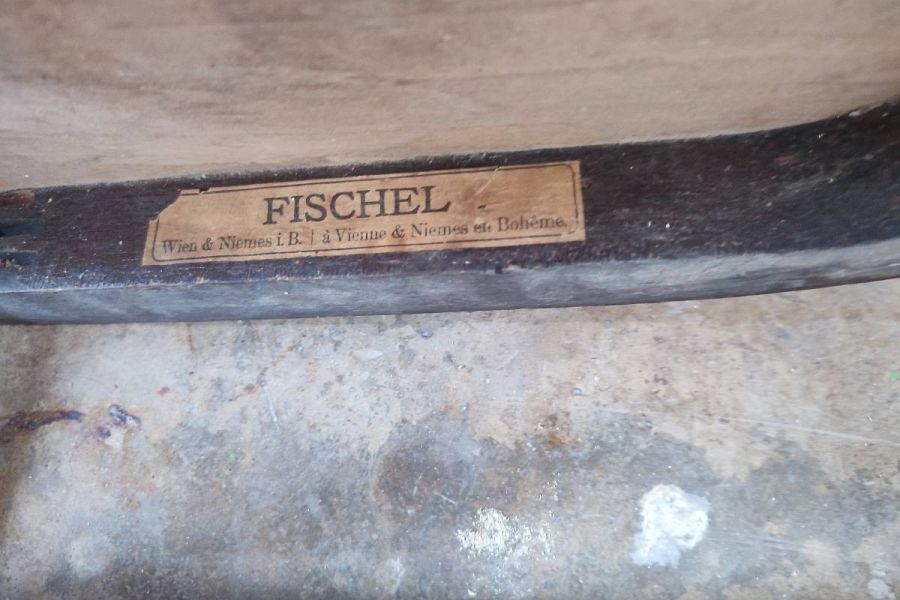 FISCHEL
Wien & Niemes i. B. / à Vienne & Niemes en Bohême.